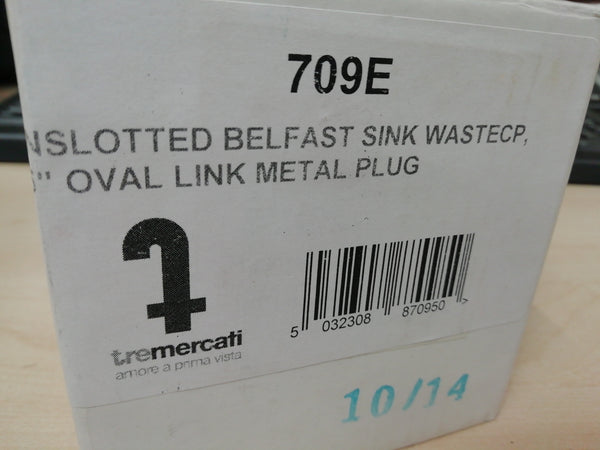 709E
NSLOTTED BELFAST SINK WASTECP,
" OVAL LINK METAL PLUG
tremercati
amore a prima vista
5 032308 870950 >
10/14